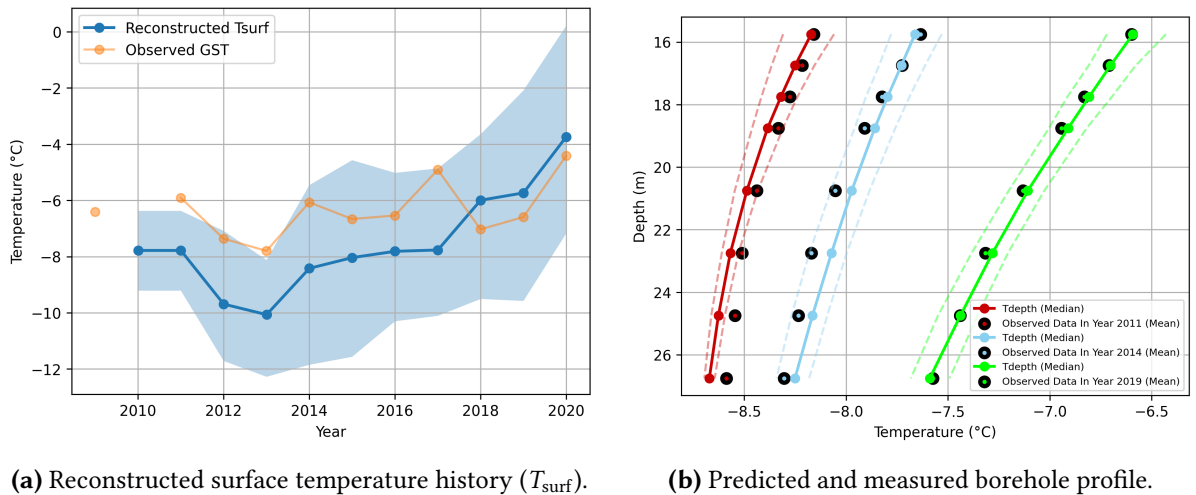 Reconstructed Tsurf
Observed GST
0
−2
−4
−6
−8
−10
−12
Temperature (°C)
2010 2012 2014 2016 2018 2020
Year
(a) Reconstructed surface temperature history (Tsurf).
16
18
20
22
24
26
Depth (m)
Tdepth (Median)
Observed Data In Year 2011 (Mean)
Tdepth (Median)
Observed Data In Year 2014 (Mean)
Tdepth (Median)
Observed Data In Year 2019 (Mean)
−8.5 −8.0 −7.5 −7.0 −6.5
Temperature (°C)
(b) Predicted and measured borehole profile.